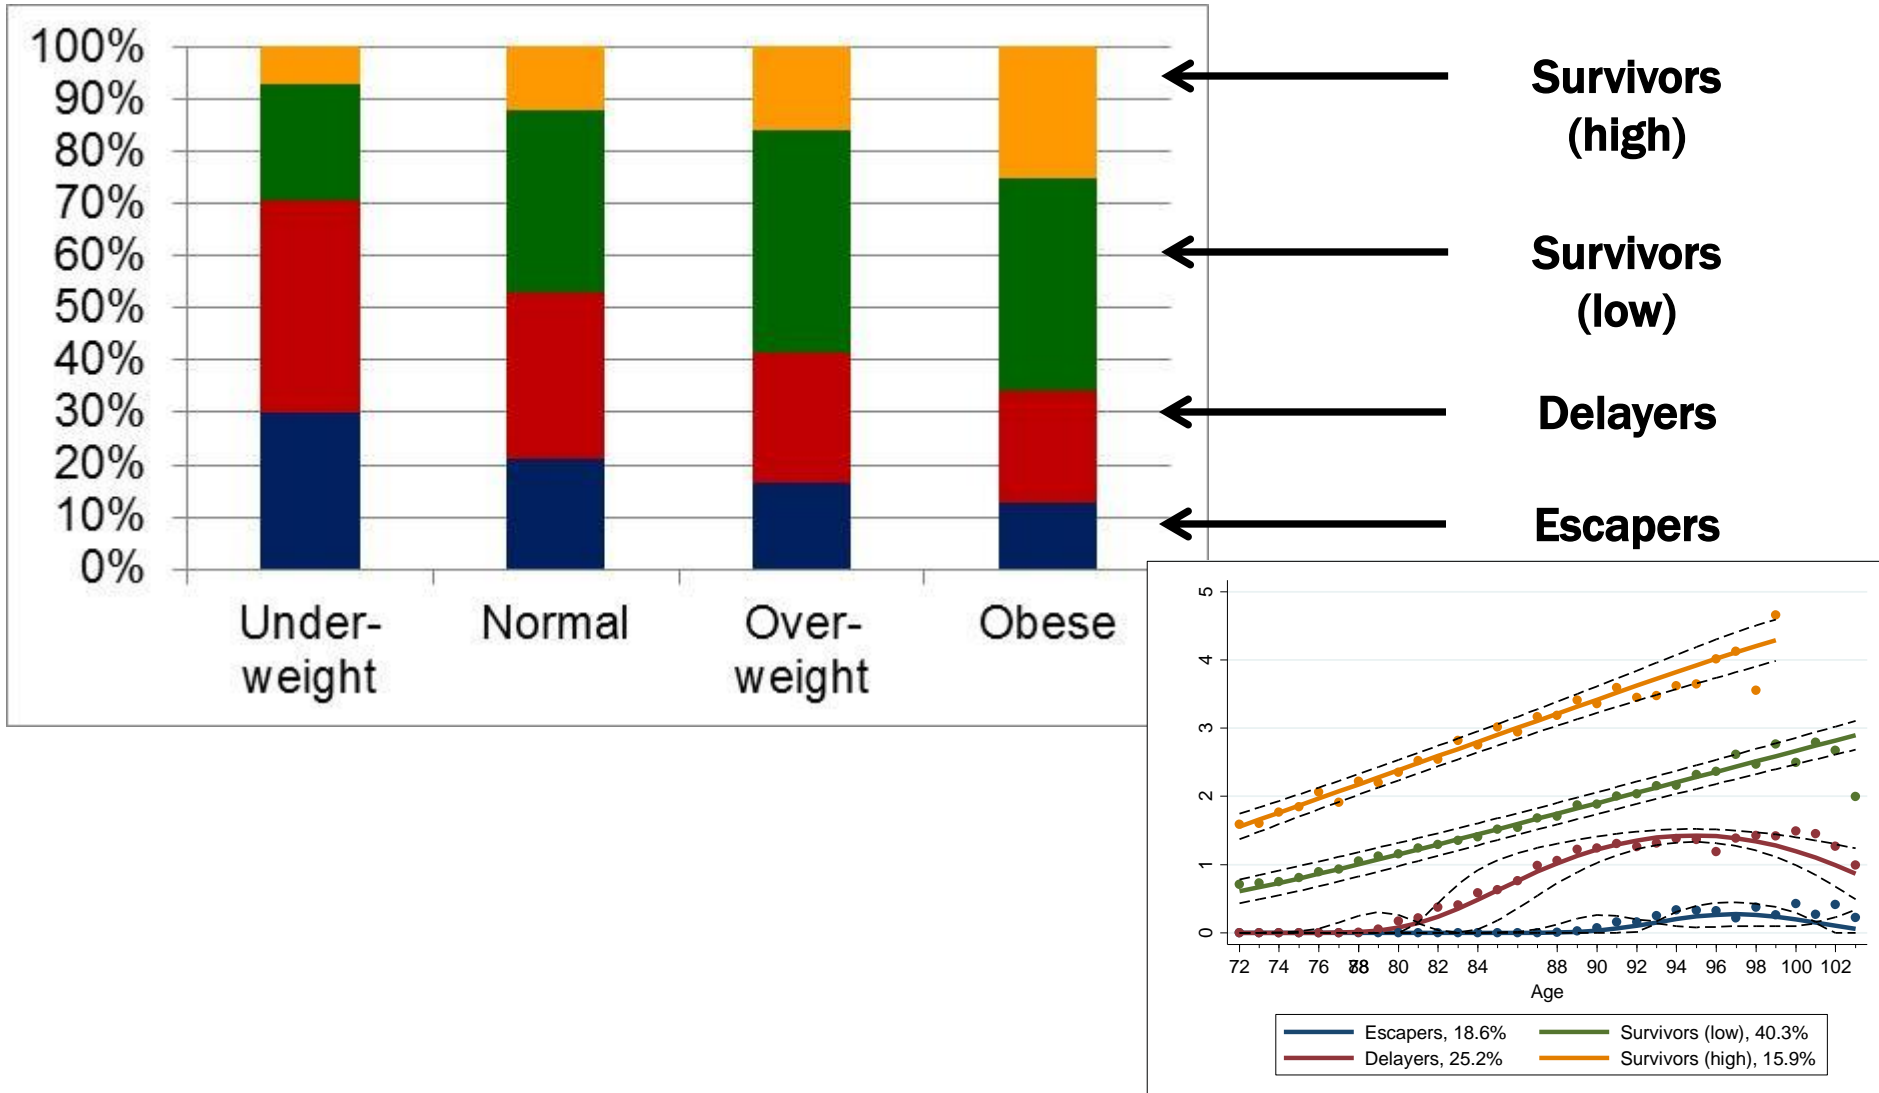 100%
90%
80%
70%
60%
50%
40%
30%
20%
10%
0%
Under-
weight
Normal
Over-
weight
Obese
Survivors
(high)
Survivors
(low)
Delayers
Escapers
5
4
3
2
1
0
72 74 76 78 80 82 84 88 90 92 94 96 98 100 102
Age
Escapers, 18.6% Survivors (low), 40.3%
Delayers, 25.2% Survivors (high), 15.9%